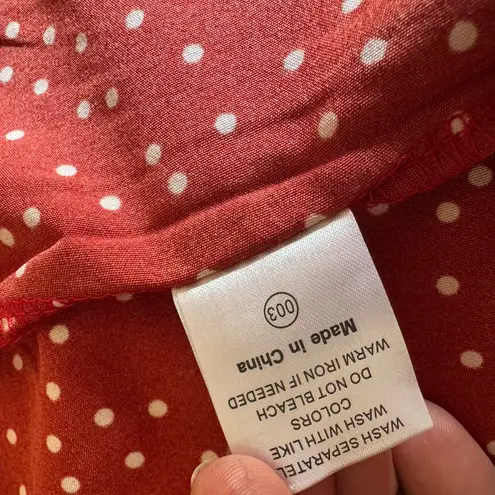 WASH SEPARATEL
WASH WITH LIKE
COLORS
DO NOT BLEACH
WARM IRON IF NEEDED
Made in China
003